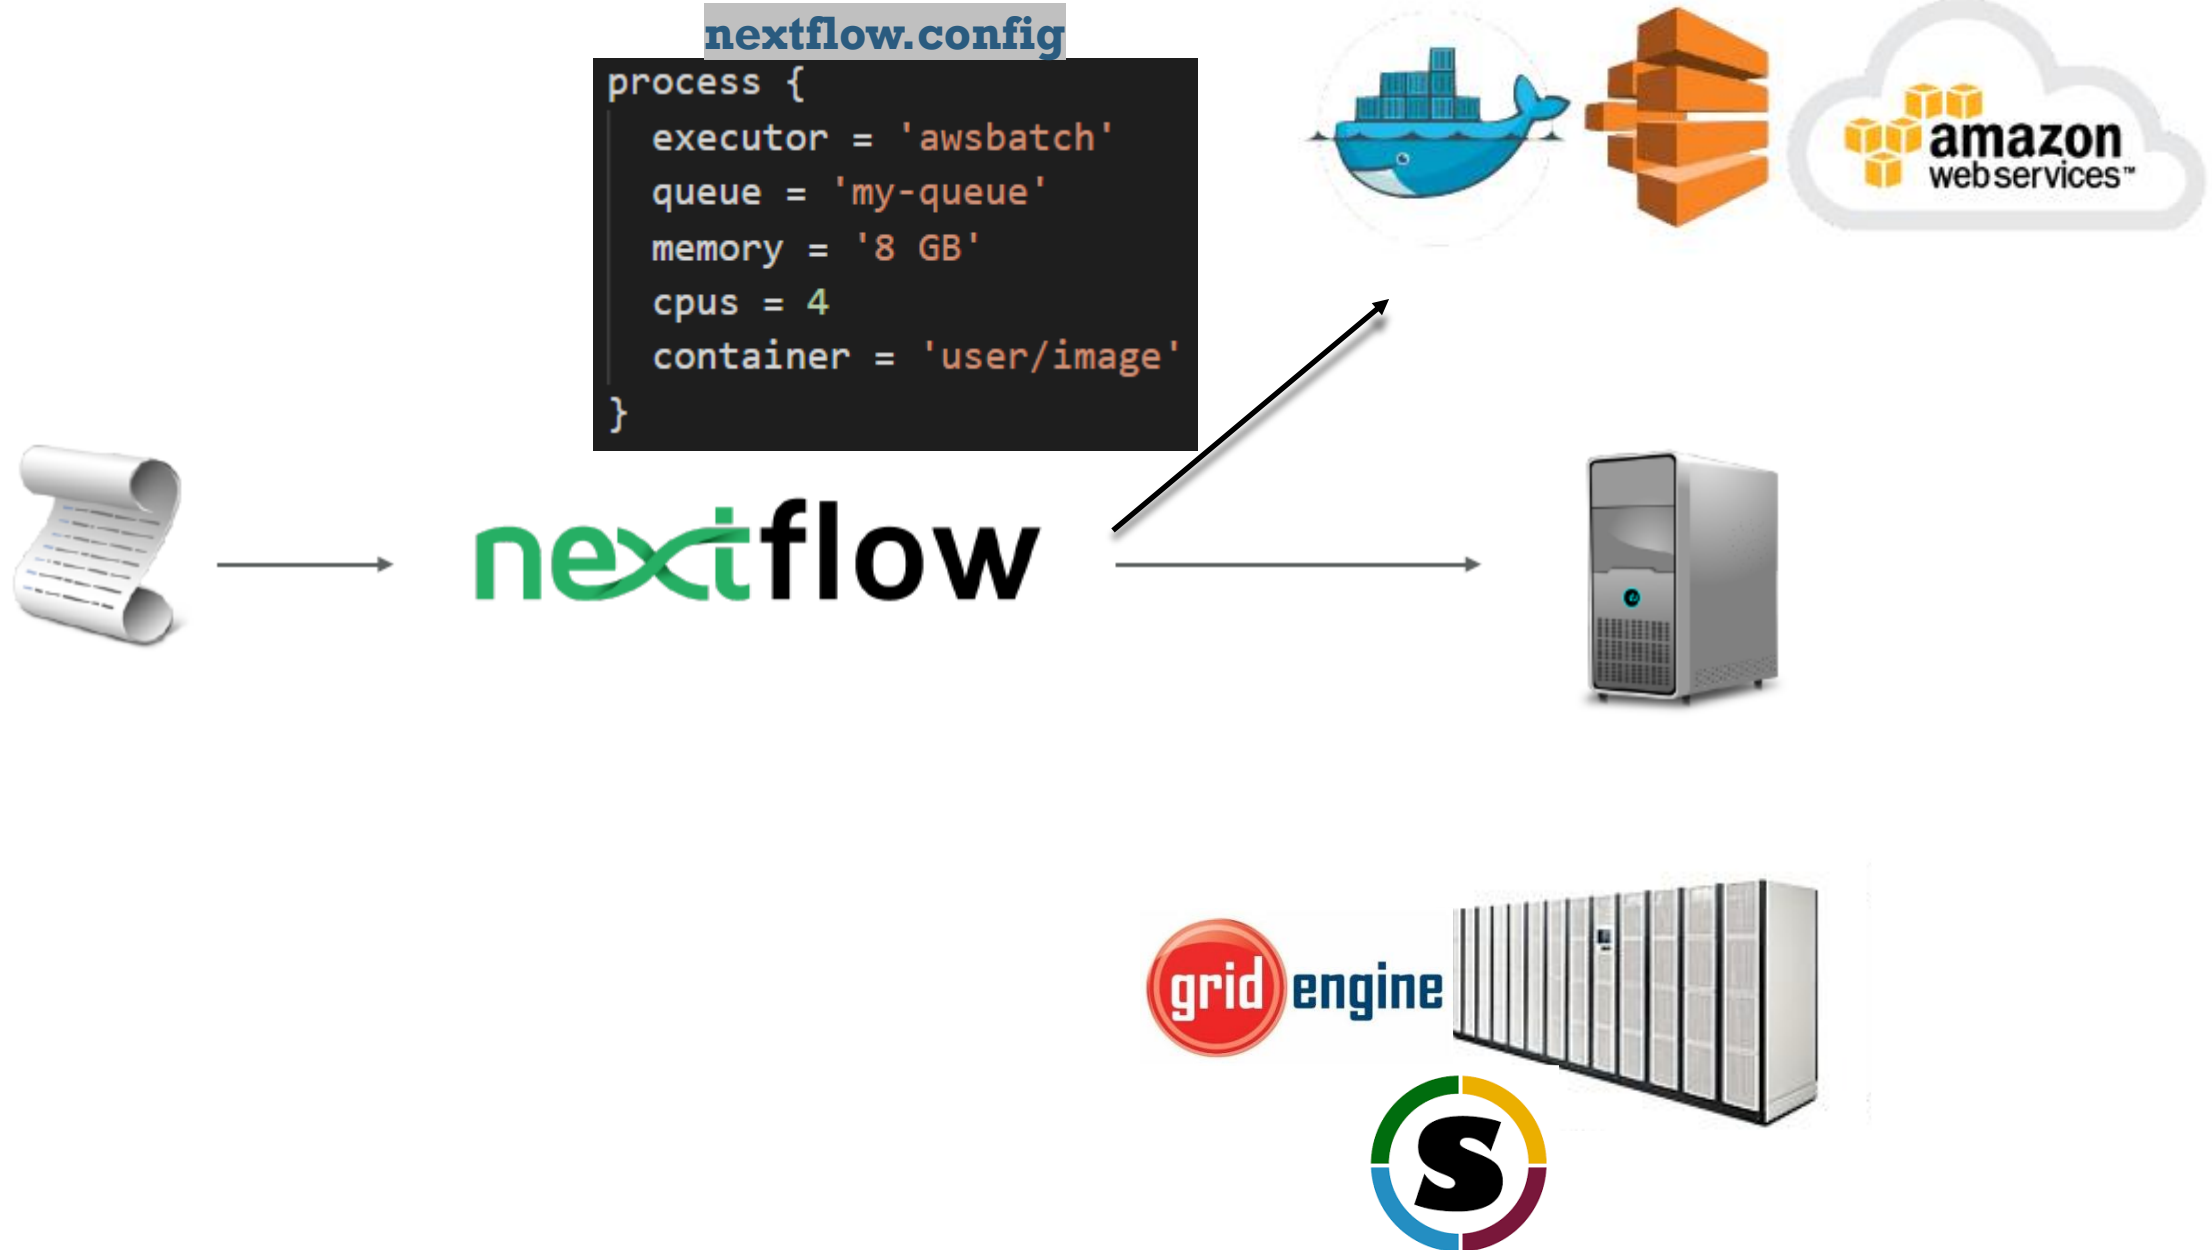 nextflow.config
process {
executor = 'awsbatch'
queue = 'my-queue'
memory = '8 GB'
cpus = 4
container = 'user/image'
}
amazon
webservices™
nextflow
grid engine
S